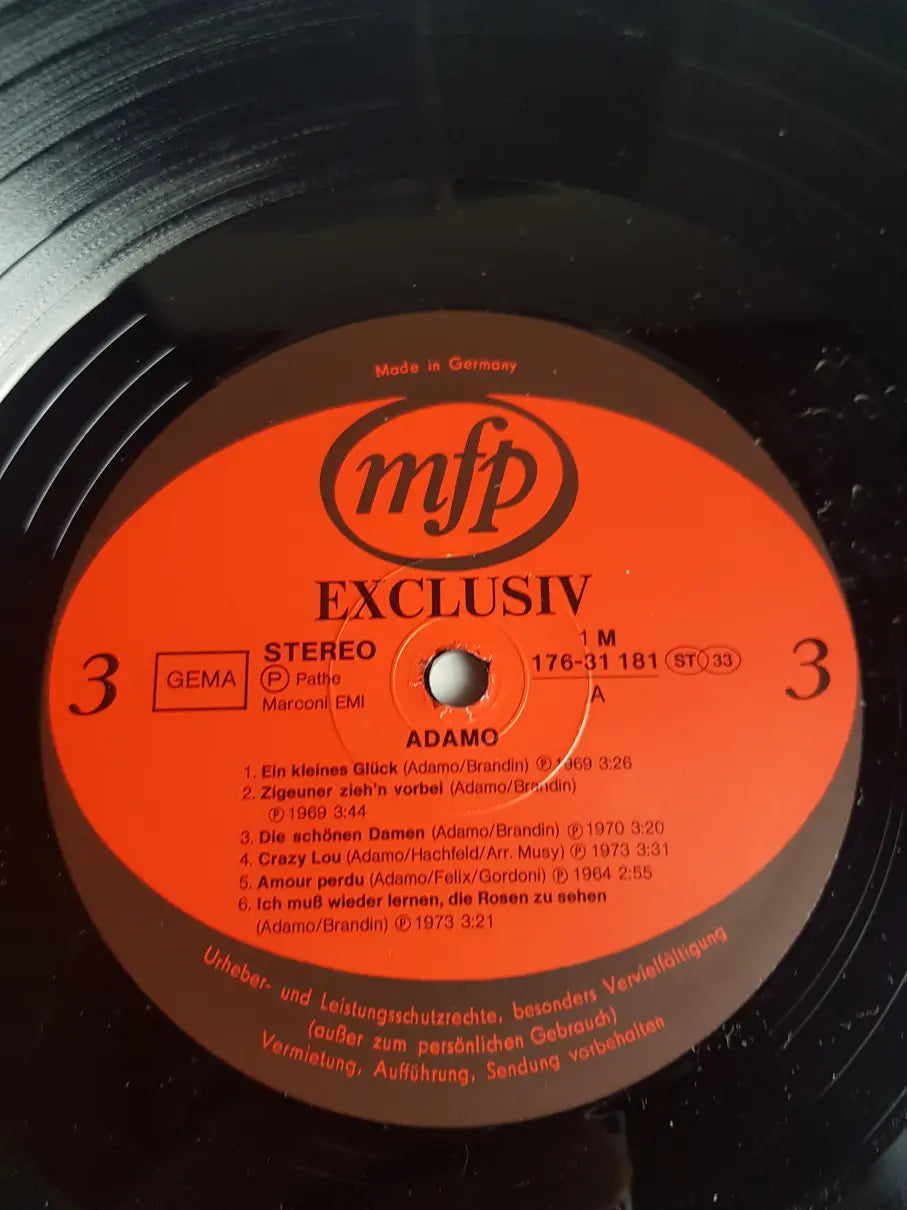 Made in Germany
mfp
EXCLUSIV
3
GEMA
STEREO
Ⓟ Pathe
Marconi EMI
1 M
176-31 181
A
ST 33
3
ADAMO
1. Ein kleines Glück (Adamo/Brandin) Ⓟ 1969 3:26
2. Zigeuner zieh'n vorbei (Adamo/Brandin)
Ⓟ 1969 3:44
3. Die schönen Damen (Adamo/Brandin) Ⓟ 1970 3:20
4. Crazy Lou (Adamo/Hachfeld/Arr. Musy) Ⓟ 1973 3:31
5. Amour perdu (Adamo/Felix/Gordoni) Ⓟ 1964 2:55
6. Ich muß wieder lernen, die Rosen zu sehen
(Adamo/Brandin) Ⓟ 1973 3:21
Urheber- und Leistungsschutzrechte, besonders Vervielfältigung
(außer zum persönlichen Gebrauch)
Vermietung, Aufführung, Sendung vorbehalten